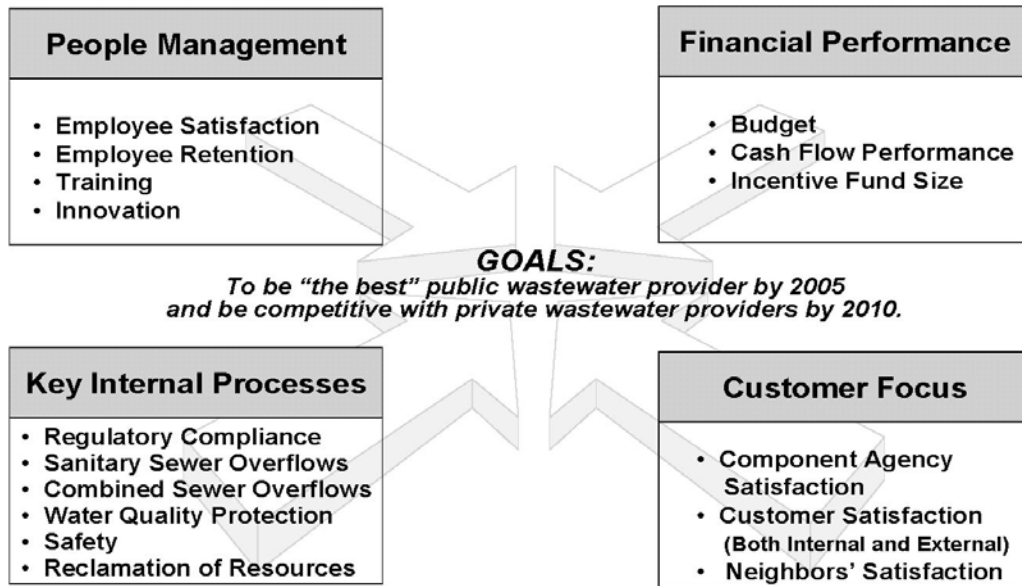 People Management
• Employee Satisfaction
• Employee Retention
• Training
• Innovation
Financial Performance
• Budget
• Cash Flow Performance
• Incentive Fund Size
GOALS:
To be “the best” public wastewater provider by 2005
and be competitive with private wastewater providers by 2010.
Key Internal Processes
• Regulatory Compliance
• Sanitary Sewer Overflows
• Combined Sewer Overflows
• Water Quality Protection
• Safety
• Reclamation of Resources
Customer Focus
• Component Agency
Satisfaction
• Customer Satisfaction
(Both Internal and External)
• Neighbors’ Satisfaction